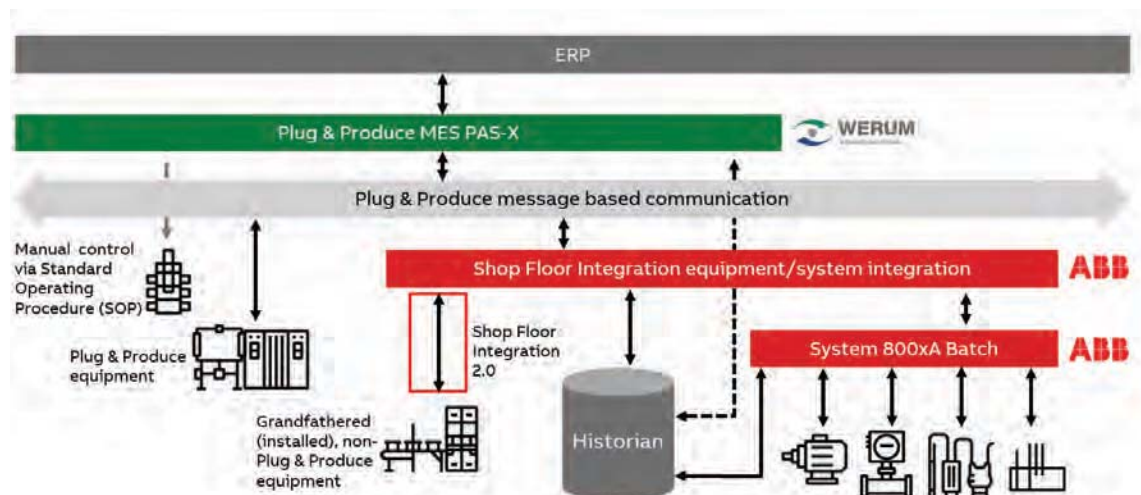 ERP
Plug & Produce MES PAS-X
WERUM
Plug & Produce message based communication
Manual control
via Standard
Operating
Procedure (SOP)
Shop Floor Integration equipment/system integration
ABB
Plug & Produce
equipment
Shop Floor
Integration
2.0
System 800xA Batch
ABB
Grandfathered
(installed), non-
Plug & Produce
equipment
Historian